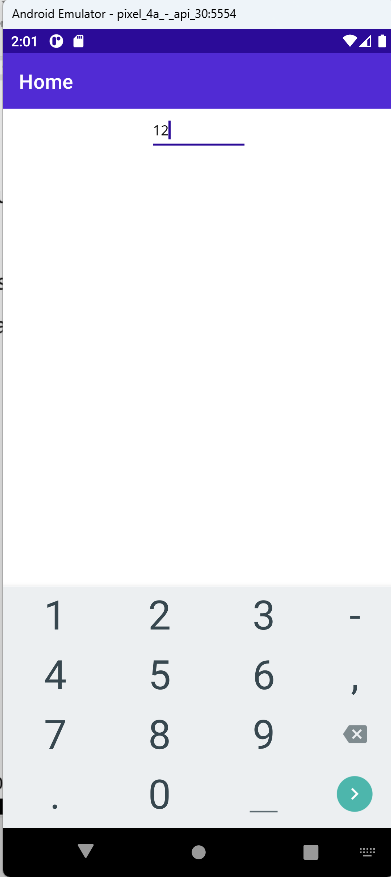 Android Emulator - pixel_4a_-_api_30:5554
2:01
Home
12
1 2 3 -
4 5 6 ,
7 8 9
. 0 _